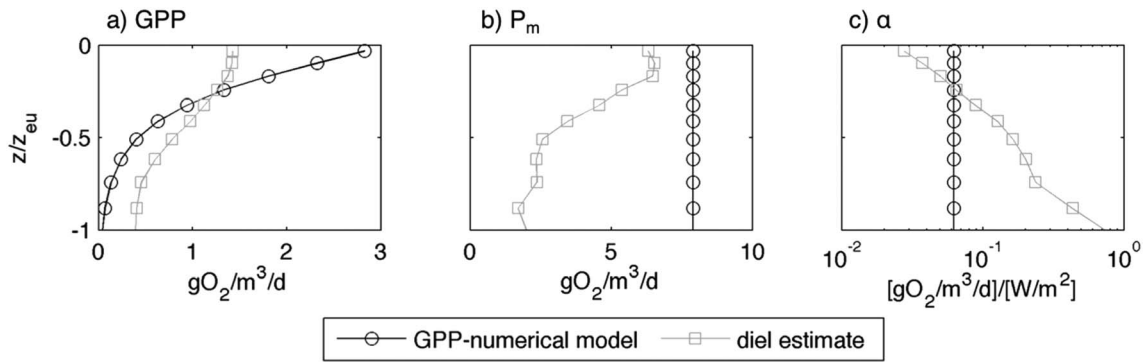 a) GPP
b) Pₘ
c) α
z/zₑᵤ
0
-0.5
-1
0 1 2 3
gO₂/m³/d
0 5 10
gO₂/m³/d
10⁻² 10⁻¹ 10⁰
[gO₂/m³/d]/[W/m²]
GPP-numerical model
diel estimate